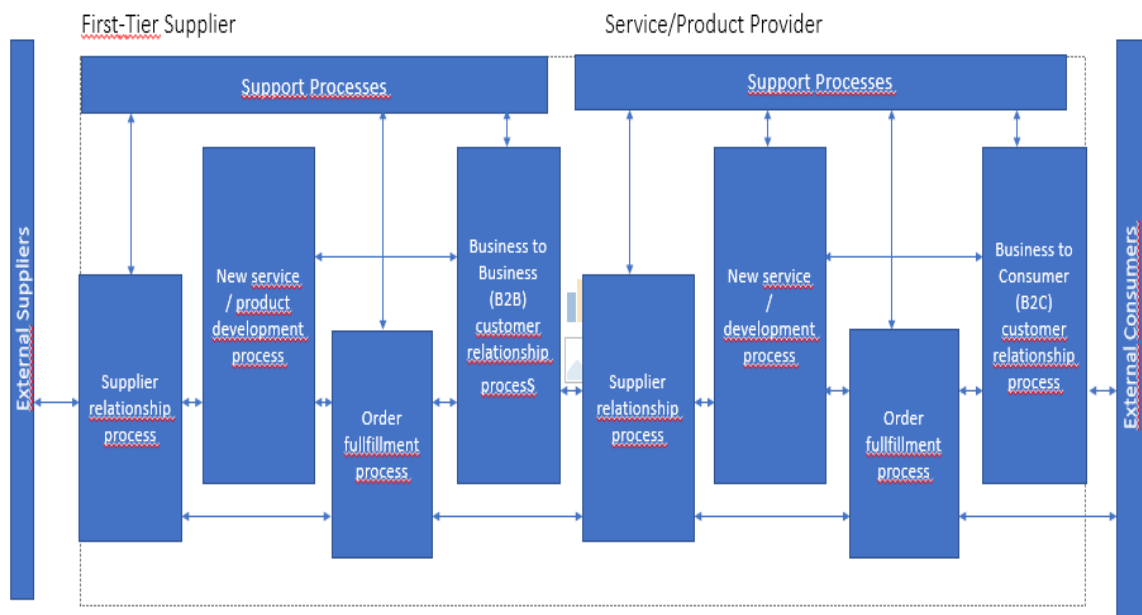 First-Tier Supplier
Service/Product Provider
Support Processes
Support Processes
External Suppliers
Supplier
relationship
process
New service
/ product
development
process
Order
fullfillment
process
Business to
Business
(B2B)
customer
relationship
procesS
Supplier
relationship
process
New service
/
development
process
Order
fullfillment
process
Business to
Consumer
(B2C)
customer
relationship
process
External Consumers